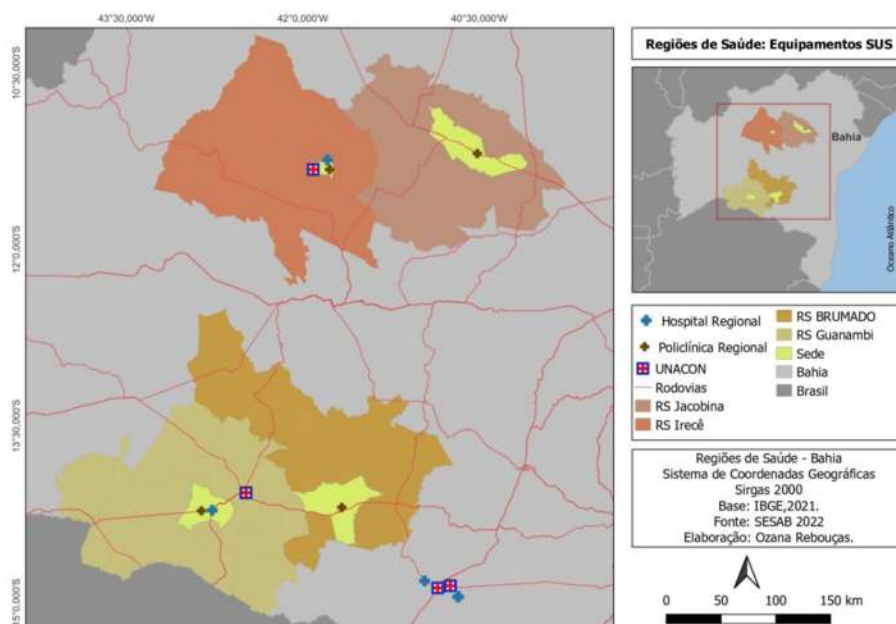 43°30,000'W
42°0,000'W
40°30,000'W
10°30,000'S
12°0,000'S
13°30,000'S
15°0,000'S
Regiões de Saúde: Equipamentos SUS
Bahia
Oceano Atlântico
Hospital Regional
Policlínica Regional
UNACON
Rodovias
RS Jacobina
RS Irecê
RS BRUMADO
RS Guanambi
Sede
Bahia
Brasil
Regiões de Saúde - Bahia
Sistema de Coordenadas Geográficas
Sirgas 2000
Base: IBGE,2021.
Fonte: SESAB 2022
Elaboração: Ozana Rebouças.
0 50 100 150 km